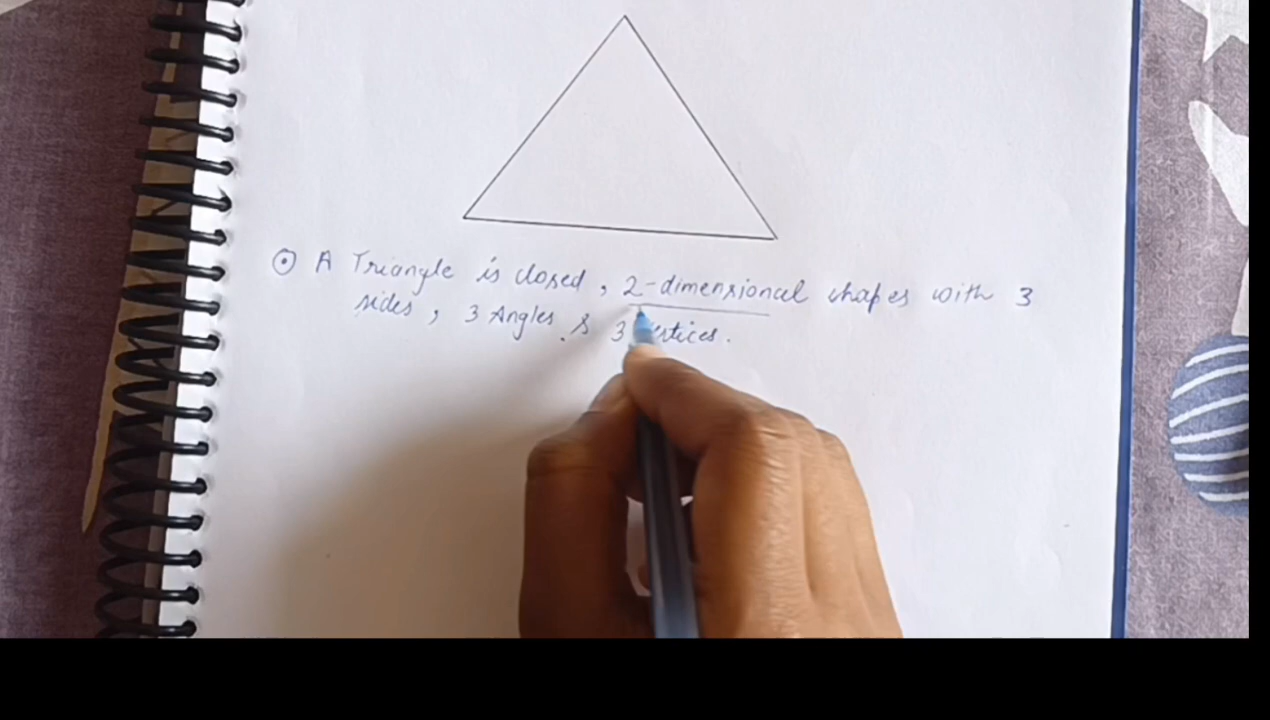 A Triangle is closed, 2-dimensional shapes with 3
sides, 3 Angles & 3